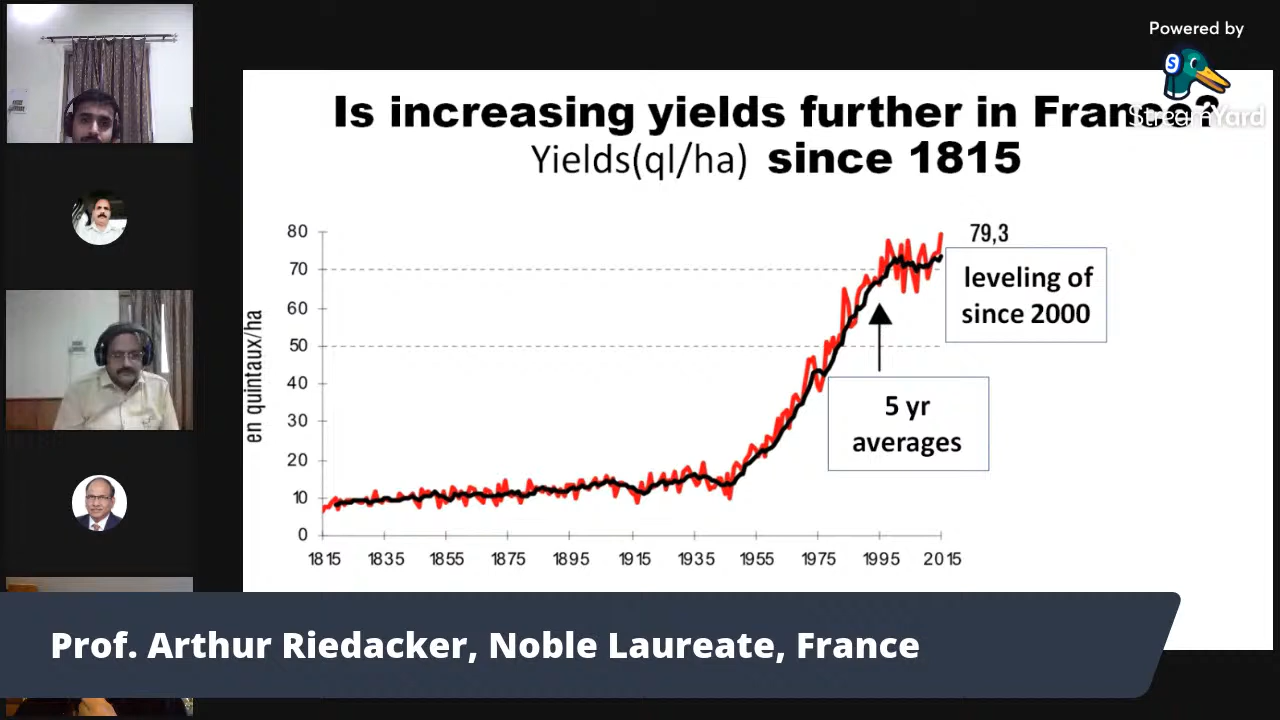 Powered by
StreamYard
Is increasing yields further in France?
Yields(ql/ha) since 1815
en quintaux/ha
80
70
60
50
40
30
20
10
0
1815 1835 1855 1875 1895 1915 1935 1955 1975 1995 2015
79,3
leveling of
since 2000
5 yr
averages
Prof. Arthur Riedacker, Noble Laureate, France